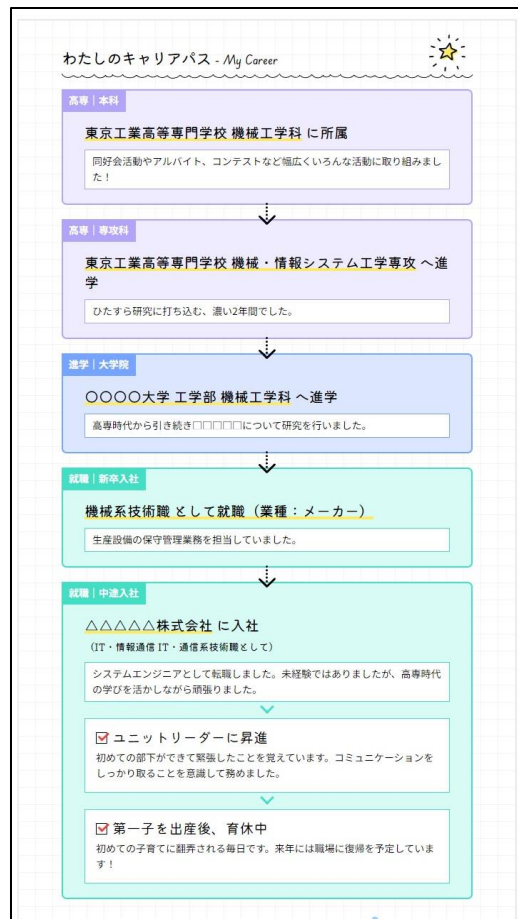 わたしのキャリアパス - My Career
高専｜本科
東京工業高等専門学校 機械工学科 に所属
同好会活動やアルバイト、コンテストなど幅広くいろんな活動に取り組みまし
た！
高専｜専攻科
東京工業高等専門学校 機械・情報システム工学専攻 へ進
学
ひたすら研究に打ち込む、濃い2年間でした。
進学｜大学院
〇〇〇〇大学 工学部 機械工学科 へ進学
高専時代から引き続き□□□□□について研究を行いました。
就職｜新卒入社
機械系技術職 として就職（業種：メーカー）
生産設備の保守管理業務を担当していました。
就職｜中途入社
△△△△△株式会社 に入社
（IT・情報通信 IT・通信系技術職として）
システムエンジニアとして転職しました。未経験ではありましたが、高専時代
の学びを活かしながら頑張りました。
ユニットリーダーに昇進
初めての部下ができて緊張したことを覚えています。コミュニケーションを
しっかり取ることを意識して務めました。
第一子を出産後、育休中
初めての子育てに翻弄される毎日です。来年には職場に復帰を予定していま
す！